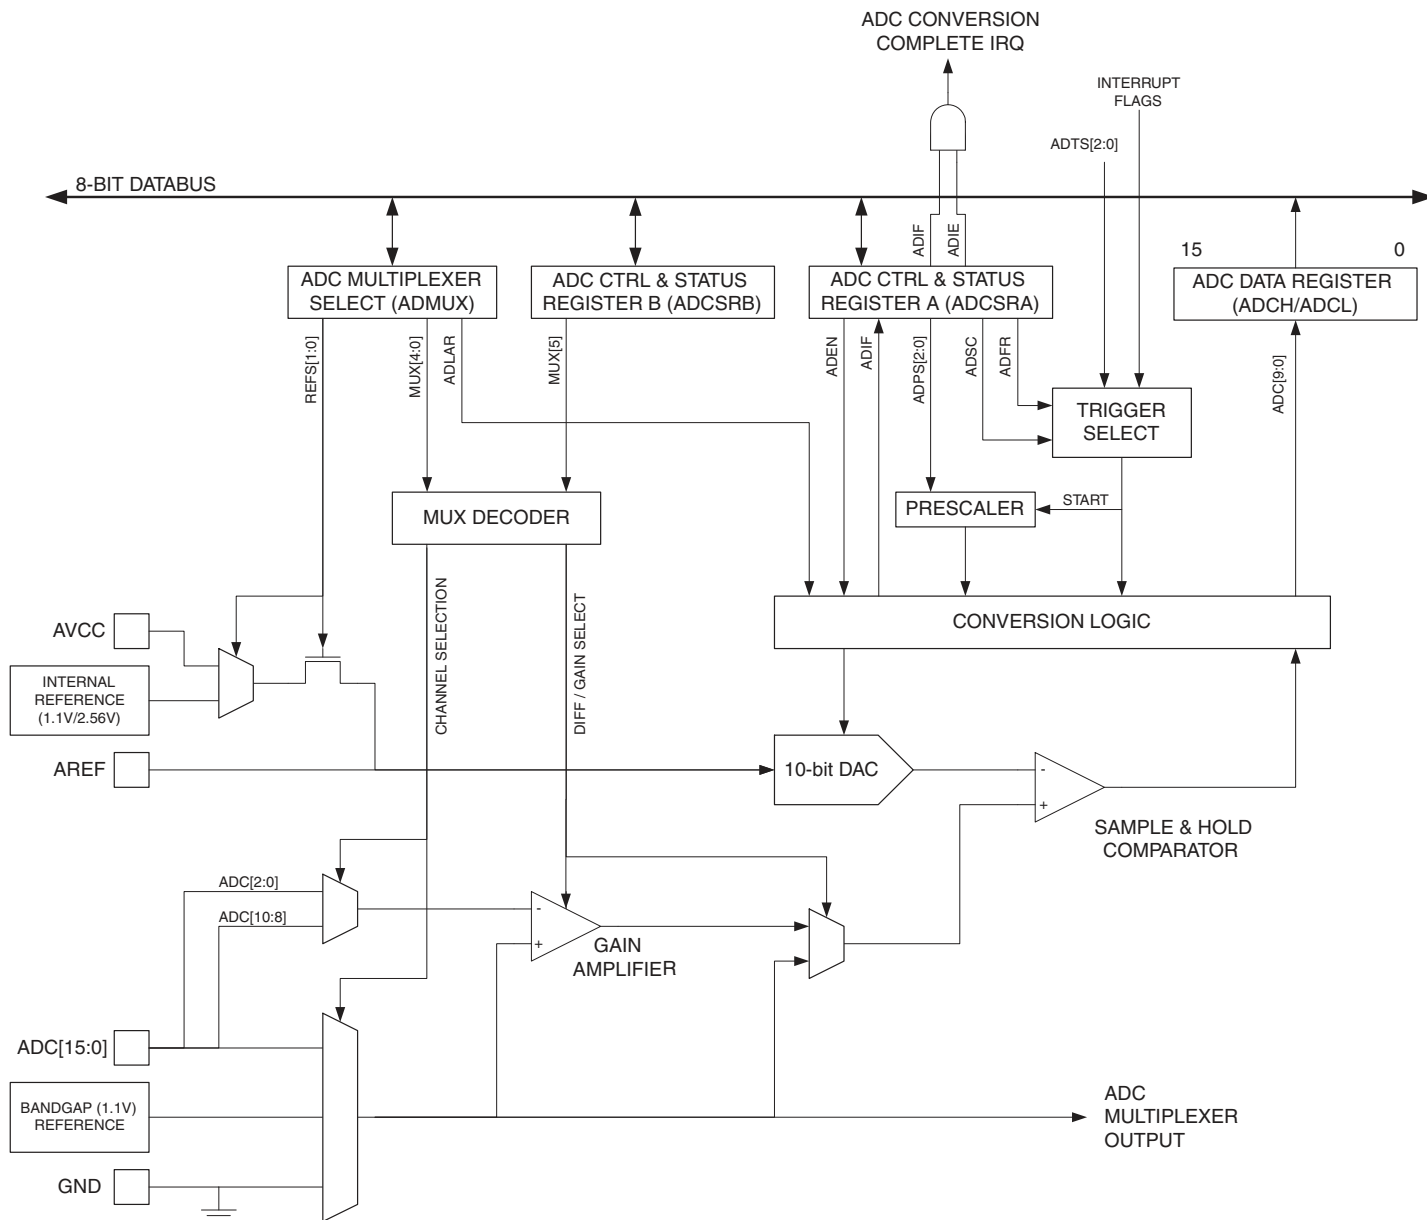 ADC CONVERSION
COMPLETE IRQ
INTERRUPT
FLAGS
ADTS[2:0]
8-BIT DATABUS
ADIF
ADIE
15
0
ADC MULTIPLEXER
SELECT (ADMUX)
ADC CTRL & STATUS
REGISTER B (ADCSRB)
ADC CTRL & STATUS
REGISTER A (ADCSRA)
ADC DATA REGISTER
(ADCH/ADCL)
REFS[1:0]
MUX[4:0]
ADLAR
MUX[5]
ADEN
ADIF
ADPS[2:0]
ADSC
ADFR
ADC[9:0]
TRIGGER
SELECT
MUX DECODER
PRESCALER
START
CHANNEL SELECTION
DIFF / GAIN SELECT
CONVERSION LOGIC
AVCC
INTERNAL
REFERENCE
(1.1V/2.56V)
AREF
10-bit DAC
-
+
SAMPLE & HOLD
COMPARATOR
ADC[2:0]
ADC[10:8]
-
+
GAIN
AMPLIFIER
ADC[15:0]
BANDGAP (1.1V)
REFERENCE
ADC
MULTIPLEXER
OUTPUT
GND